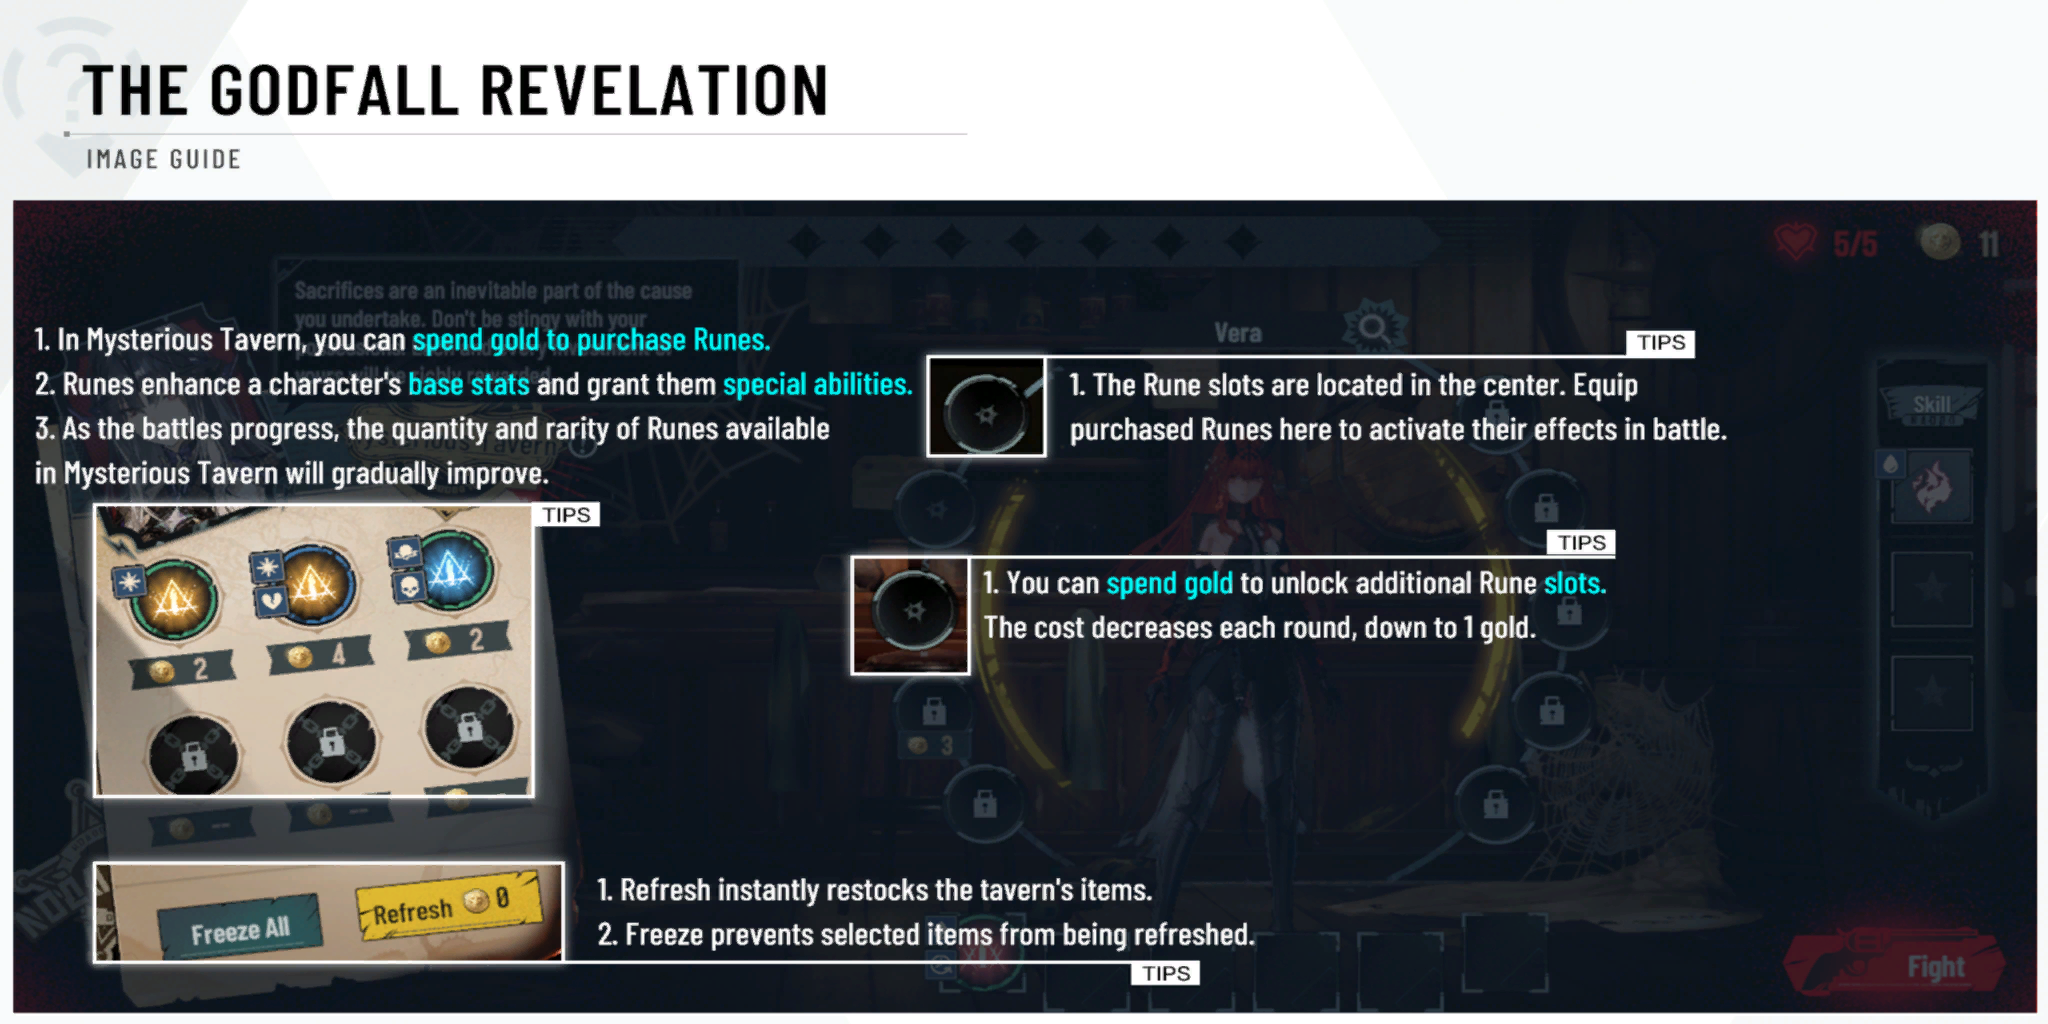 THE GODFALL REVELATION
IMAGE GUIDE
5/5
11
Sacrifices are an inevitable part of the cause
you undertake. Don't be stingy with your
1. In Mysterious Tavern, you can spend gold to purchase Runes.
2. Runes enhance a character's base stats and grant them special abilities.
3. As the battles progress, the quantity and rarity of Runes available
in Mysterious Tavern will gradually improve.
Mysterious Tavern
TIPS
2
4
2
Vera
TIPS
1. The Rune slots are located in the center. Equip
purchased Runes here to activate their effects in battle.
Skill
TIPS
1. You can spend gold to unlock additional Rune slots.
The cost decreases each round, down to 1 gold.
3
Freeze All
Refresh 0
1. Refresh instantly restocks the tavern's items.
2. Freeze prevents selected items from being refreshed.
TIPS
Fight